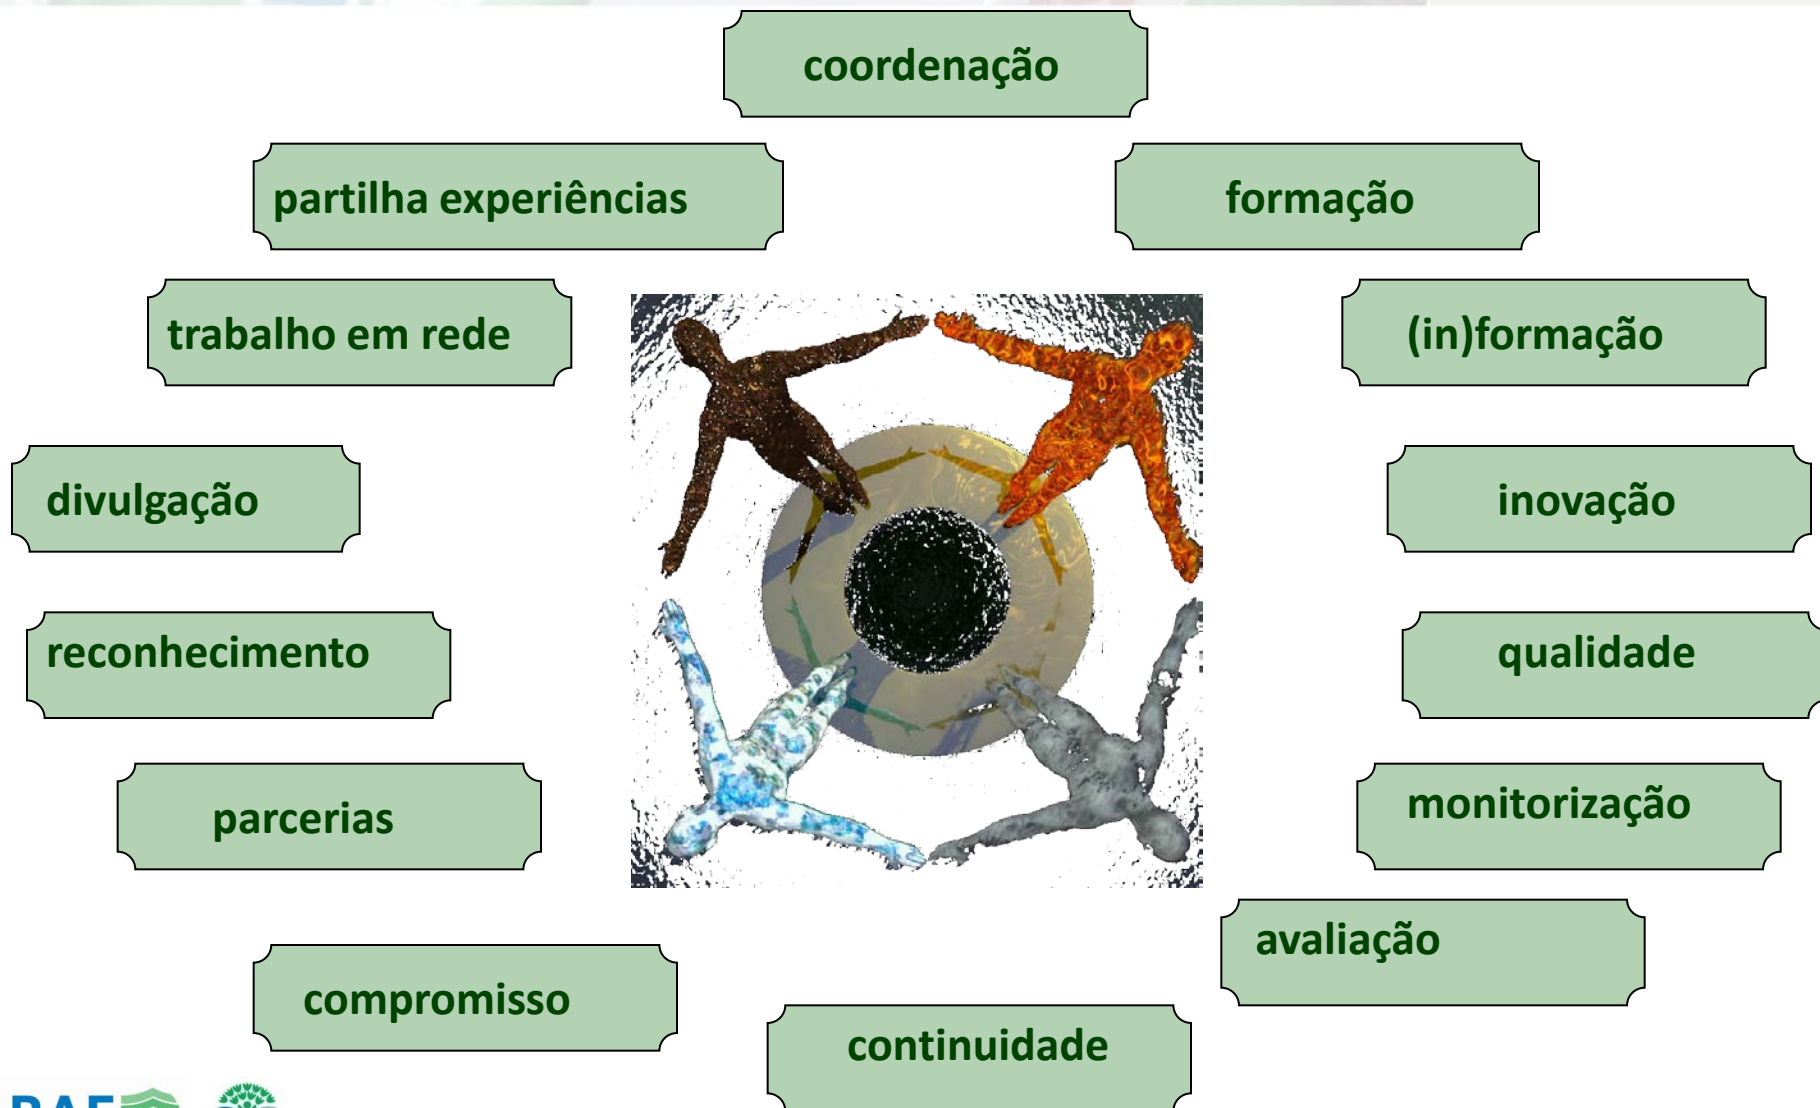 coordenação
partilha experiências
formação
trabalho em rede
(in)formação
divulgação
inovação
reconhecimento
qualidade
parcerias
monitorização
avaliação
compromisso
continuidade